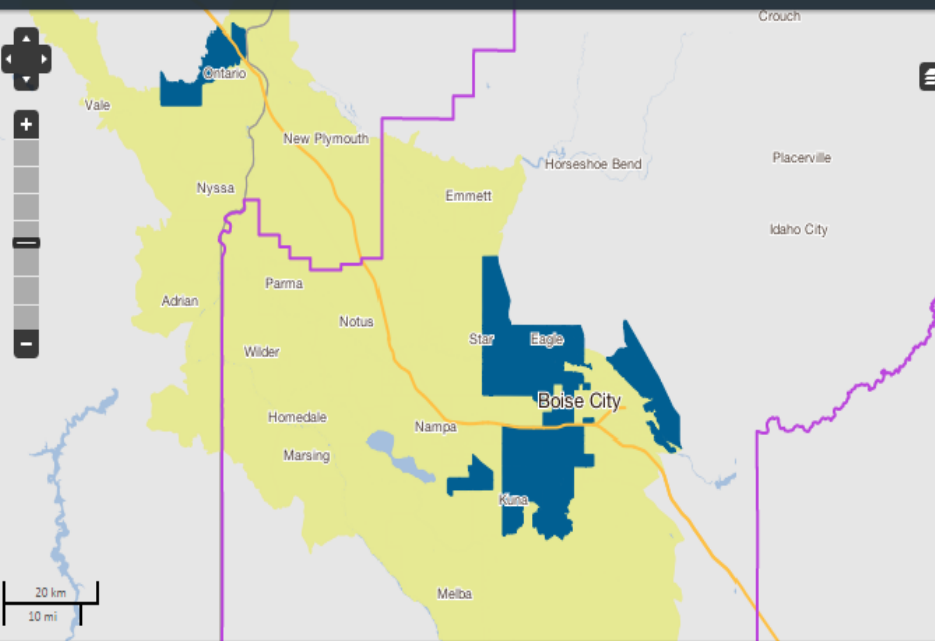 Crouch
Ontario
Vale
+
New Plymouth
Horseshoe Bend
Placerville
Nyssa
Emmett
Idaho City
Parma
Adrian
Notus
Star
Eagle
Wilder
Boise City
Homedale
Nampa
Marsing
−
Kuna
20 km
10 mi
Melba